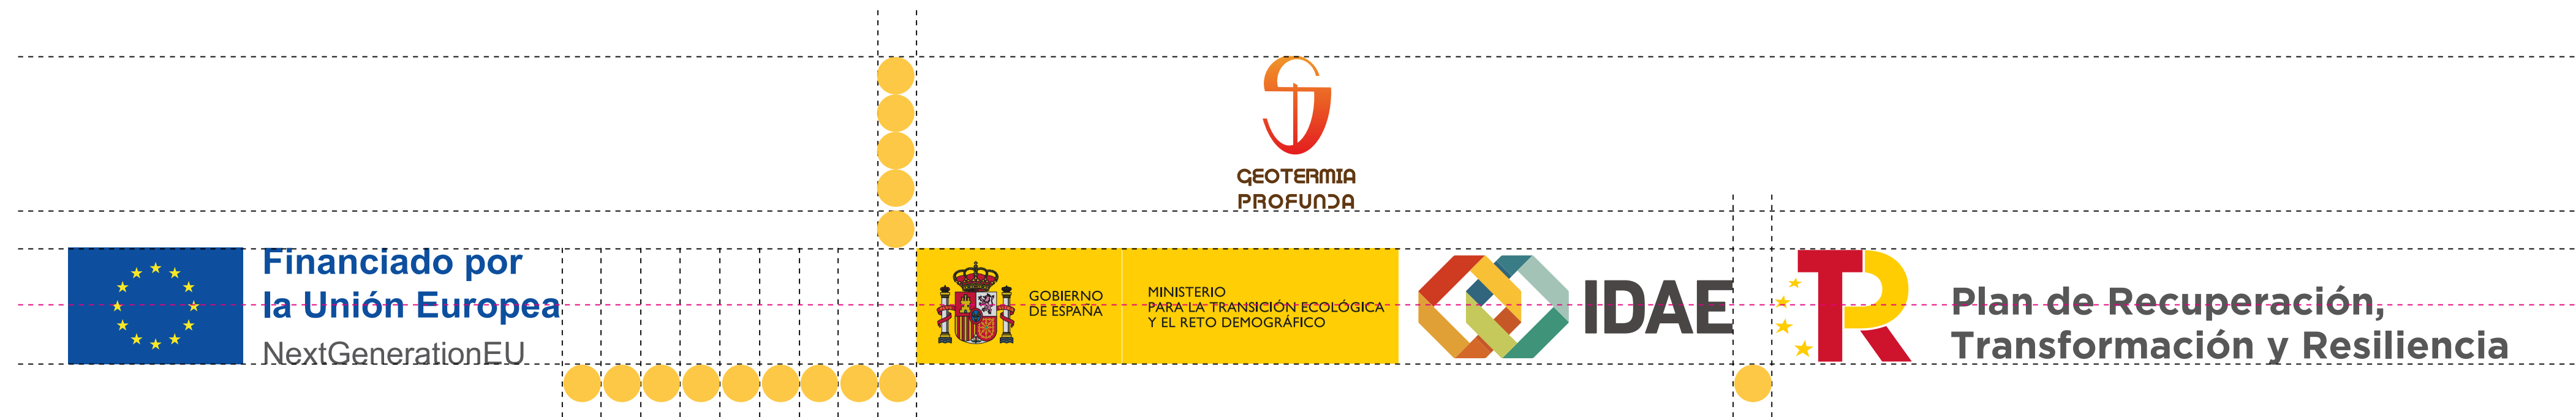 GEOTERMIA
PROFUNDA
Financiado por
la Unión Europea
NextGenerationEU
GOBIERNO
DE ESPAÑA
MINISTERIO
PARA LA TRANSICIÓN ECOLÓGICA
Y EL RETO DEMOGRÁFICO
IDAE
Plan de Recuperación,
Transformación y Resiliencia